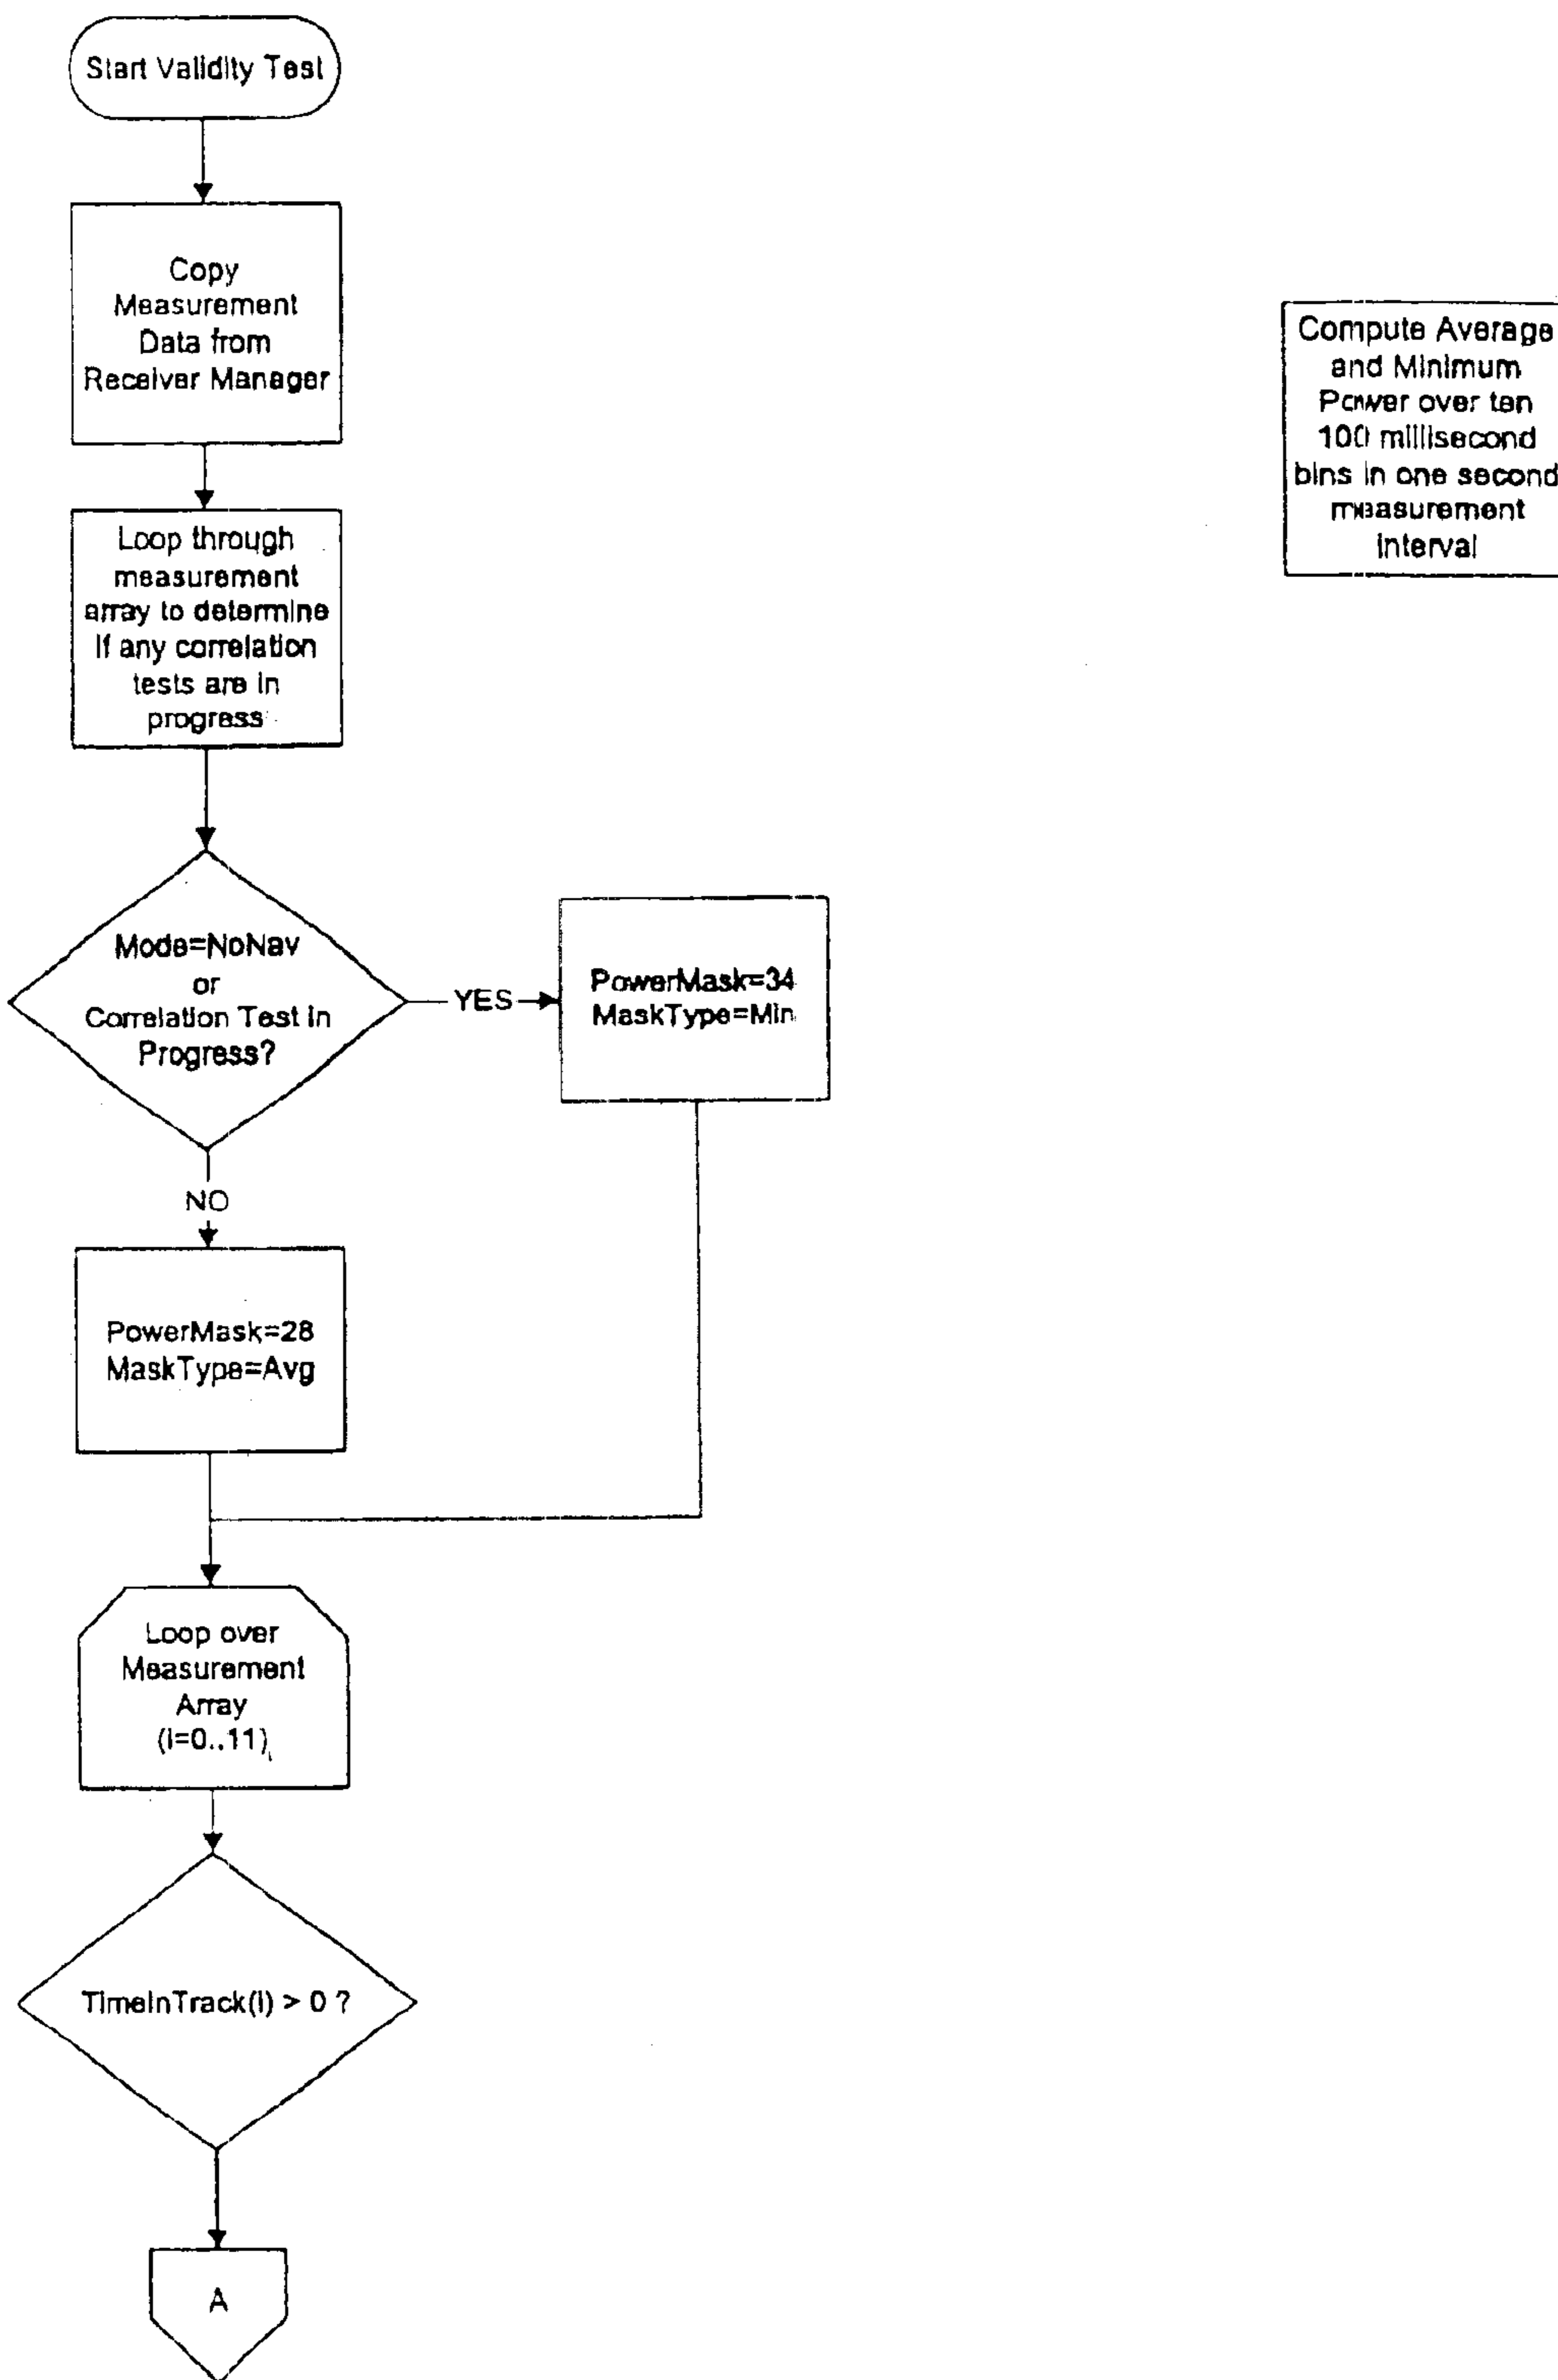 Start Validity Test
Copy
Measurement
Data from
Receiver Manager
Loop through
measurement
array to determine
if any correlation
tests are in
progress
Mode=NoNav
or
Correlation Test in
Progress?
YES
PowerMask=34
MaskType=Min
NO
PowerMask=28
MaskType=Avg
Loop over
Measurement
Array
(i=0..11)
TimeInTrack(i) > 0 ?
A
Compute Average
and Minimum
Power over ten
100 millisecond
bins in one second
measurement
interval